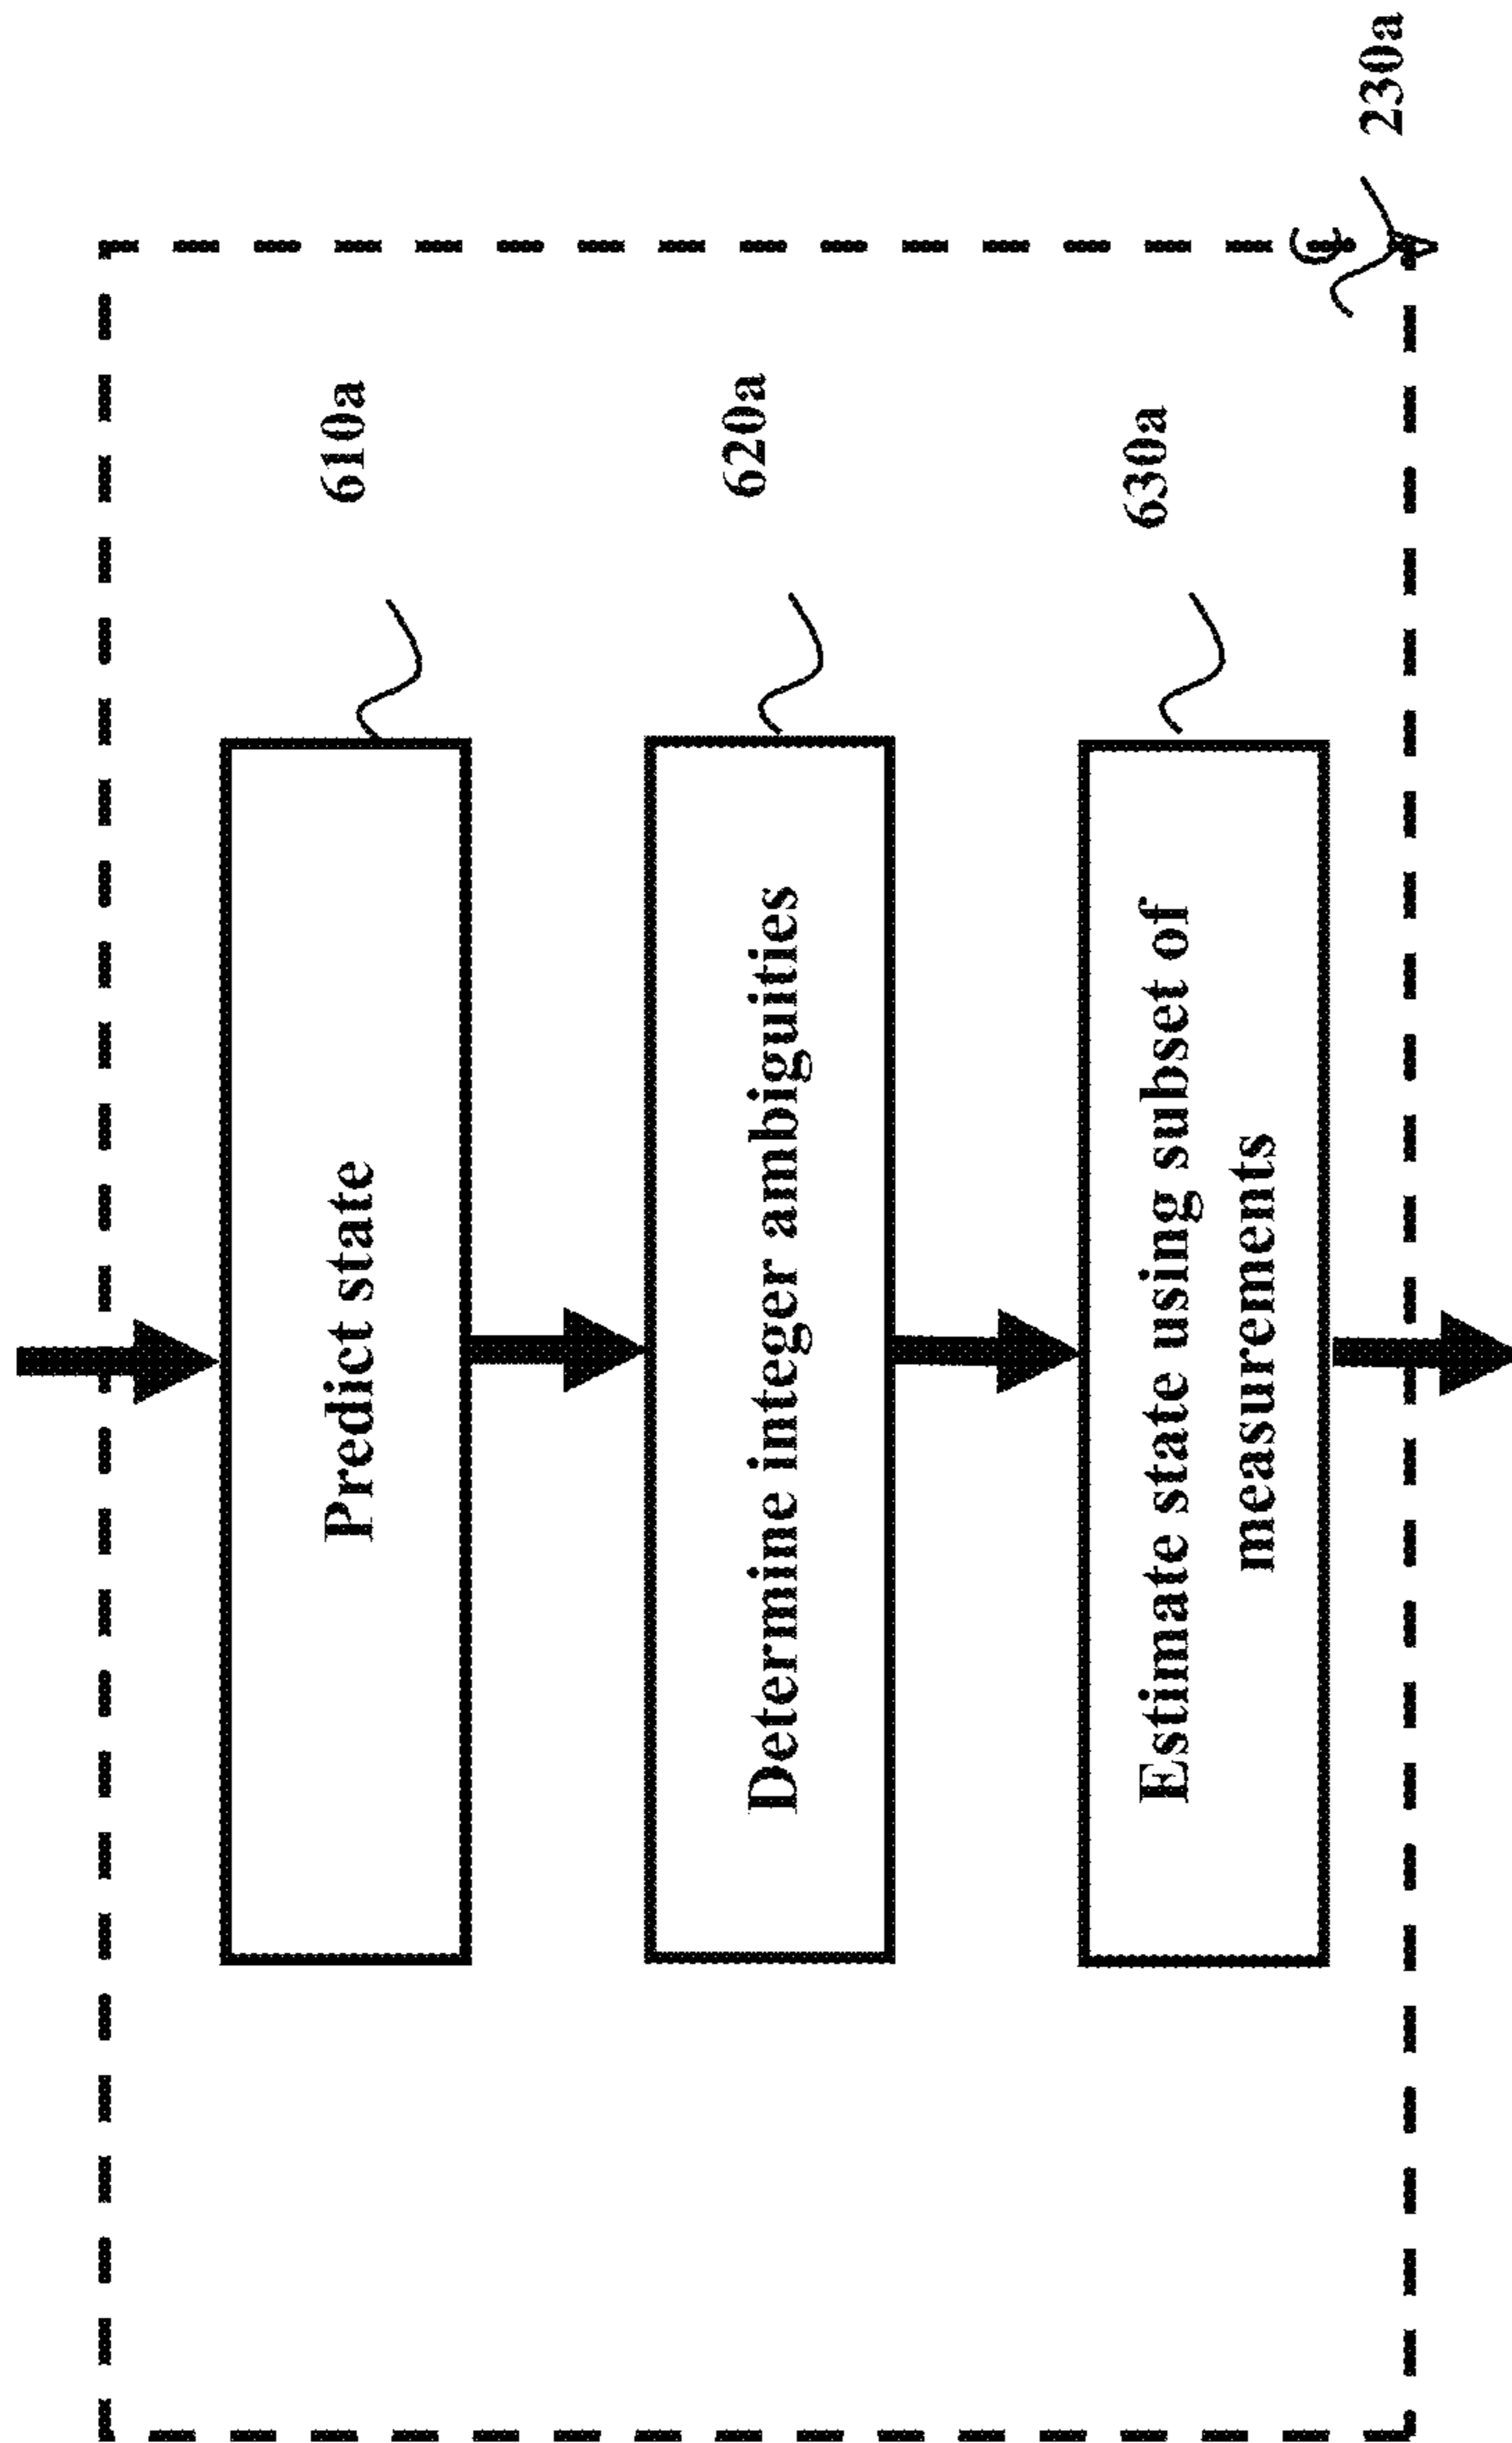 610a
Predict state
620a
Determine integer ambiguities
630a
Estimate state using subset of
measurements
230a